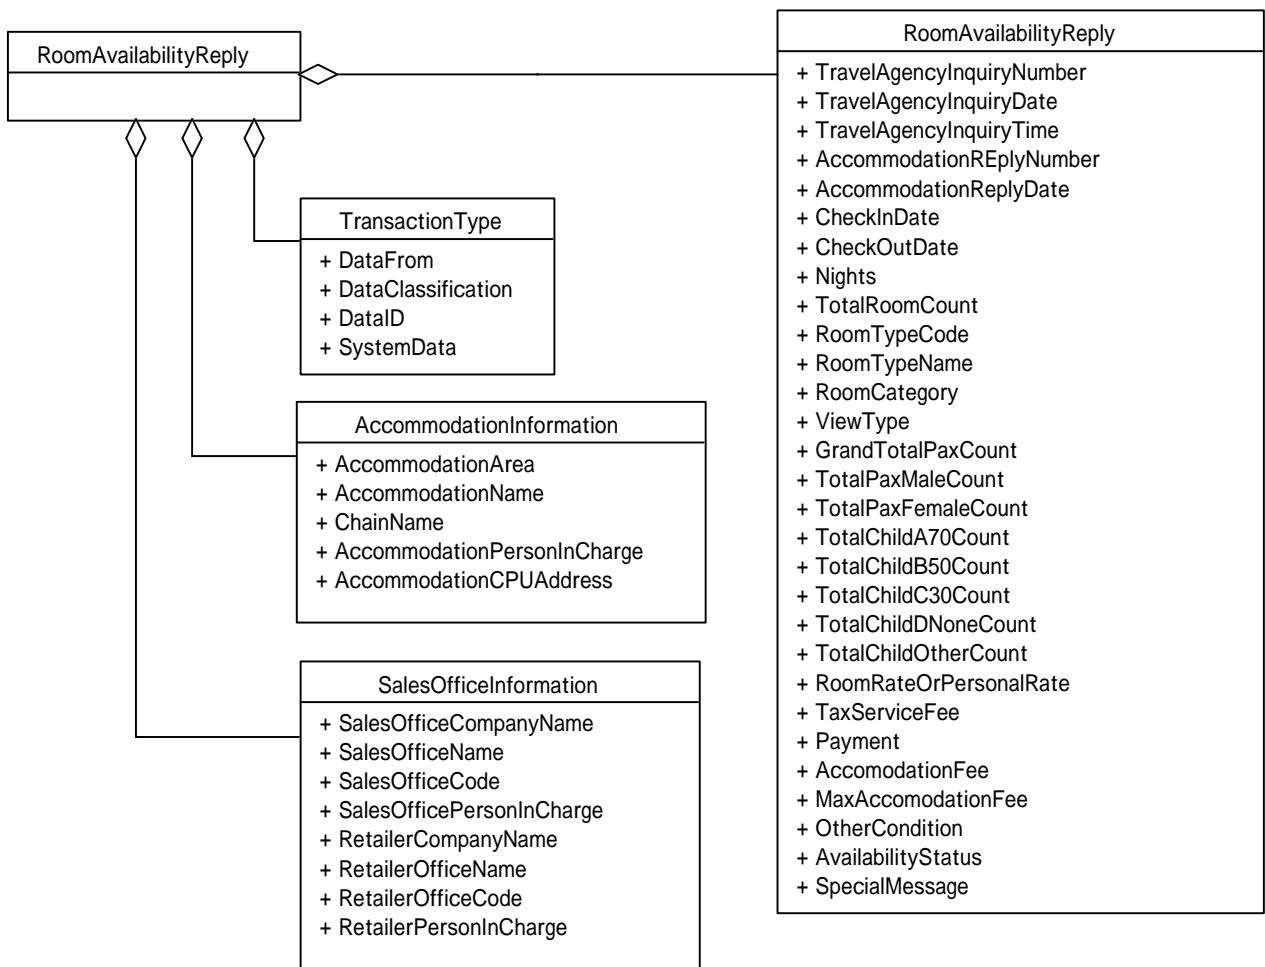 RoomAvailabilityReply
TransactionType
+ DataFrom
+ DataClassification
+ DataID
+ SystemData
AccommodationInformation
+ AccommodationArea
+ AccommodationName
+ ChainName
+ AccommodationPersonInCharge
+ AccommodationCPUAddress
SalesOfficeInformation
+ SalesOfficeCompanyName
+ SalesOfficeName
+ SalesOfficeCode
+ SalesOfficePersonInCharge
+ RetailerCompanyName
+ RetailerOfficeName
+ RetailerOfficeCode
+ RetailerPersonInCharge
RoomAvailabilityReply
+ TravelAgencyInquiryNumber
+ TravelAgencyInquiryDate
+ TravelAgencyInquiryTime
+ AccommodationREplyNumber
+ AccommodationReplyDate
+ CheckInDate
+ CheckOutDate
+ Nights
+ TotalRoomCount
+ RoomTypeCode
+ RoomTypeName
+ RoomCategory
+ ViewType
+ GrandTotalPaxCount
+ TotalPaxMaleCount
+ TotalPaxFemaleCount
+ TotalChildA70Count
+ TotalChildB50Count
+ TotalChildC30Count
+ TotalChildDNoneCount
+ TotalChildOtherCount
+ RoomRateOrPersonalRate
+ TaxServiceFee
+ Payment
+ AccomodationFee
+ MaxAccomodationFee
+ OtherCondition
+ AvailabilityStatus
+ SpecialMessage